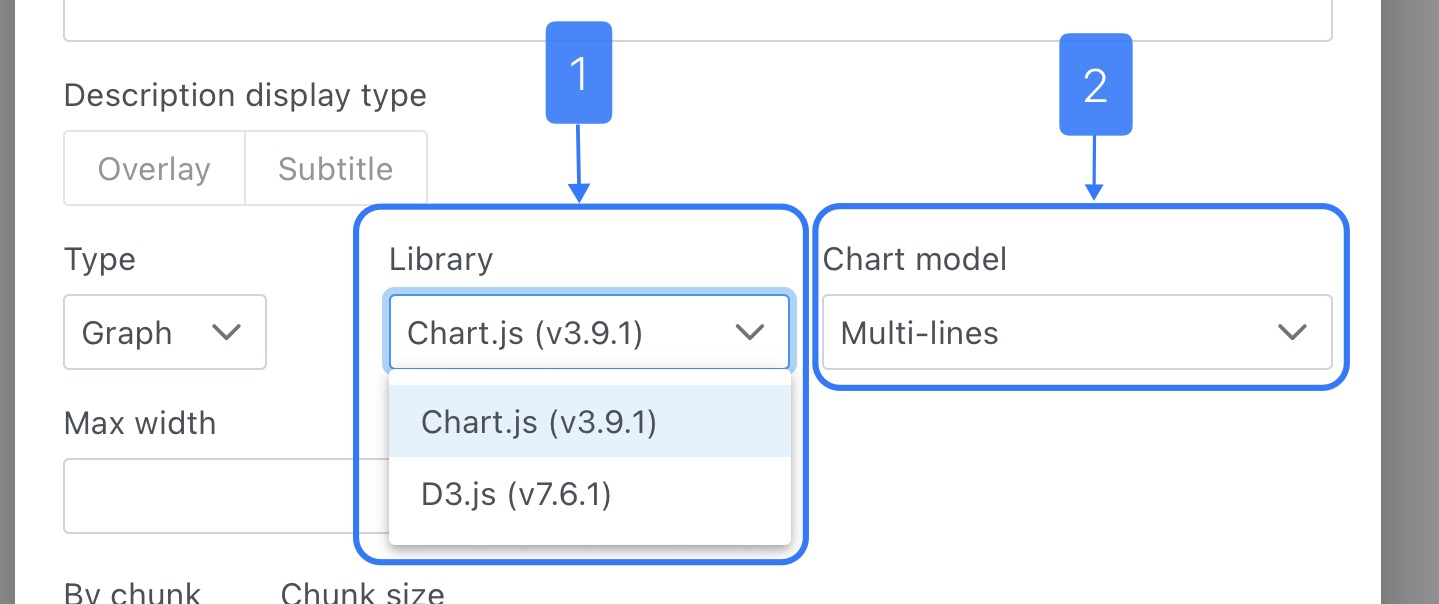 1
2
Description display type
Overlay
Subtitle
Type
Library
Chart model
Graph
Chart.js (v3.9.1)
Multi-lines
Chart.js (v3.9.1)
Max width
D3.js (v7.6.1)
By chunk
Chunk size